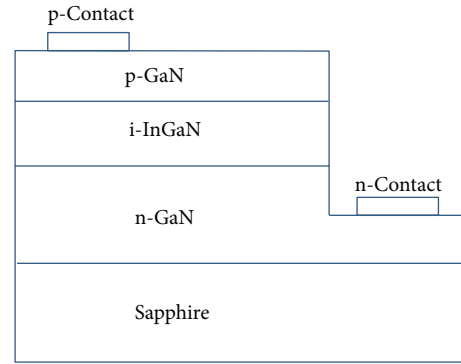 p-Contact
p-GaN
i-InGaN
n-Contact
n-GaN
Sapphire